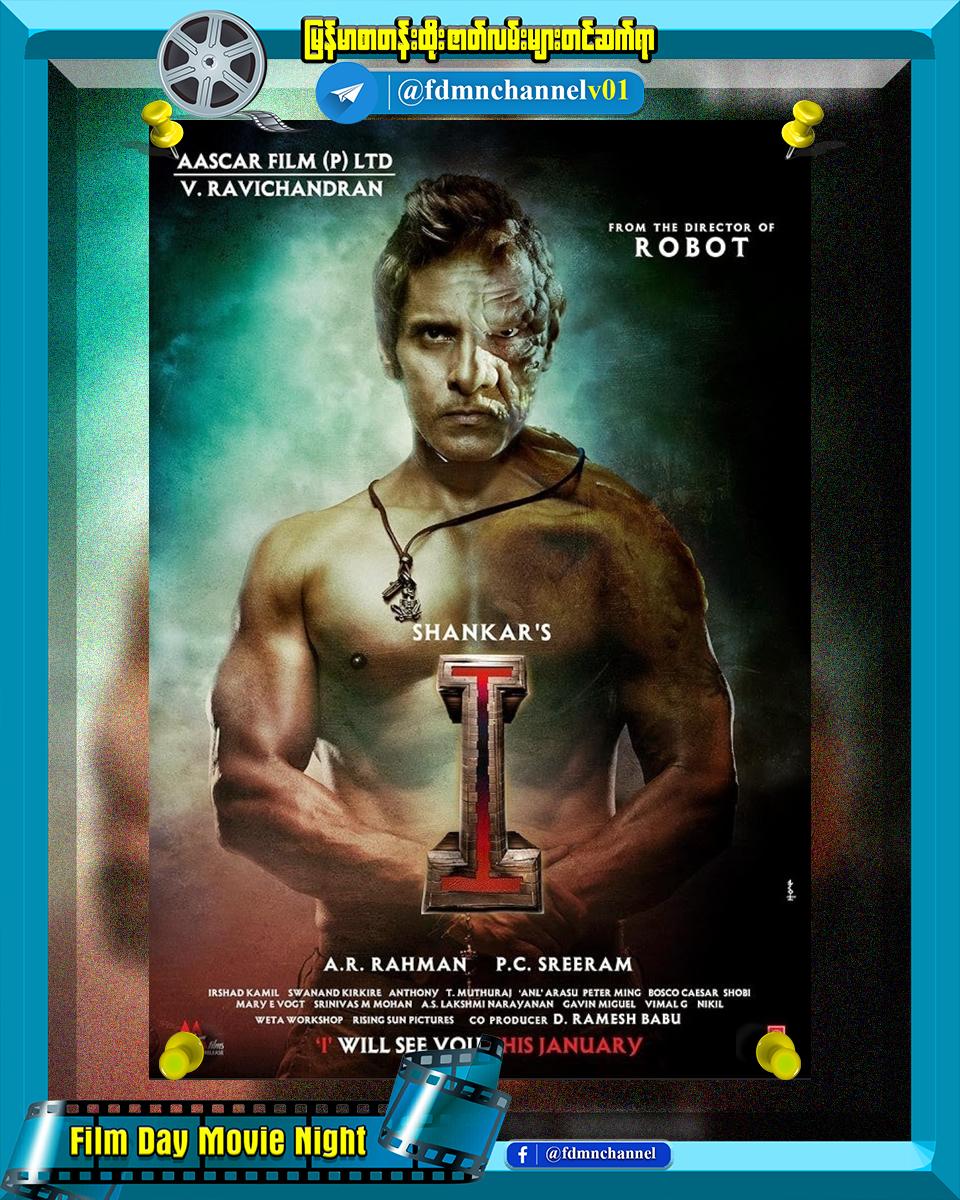 မြန်မာစာတန်းထိုးဇာတ်လမ်းများတင်ဆက်ရာ
@fdmnchannelv01
AASCAR FILM (P) LTD
V. RAVICHANDRAN
FROM THE DIRECTOR OF
ROBOT
SHANKAR'S
I
A.R. RAHMAN P.C. SREERAM
IRSHAD KAMIL SWANAND KIRKIRE ANTHONY T. MUTHURAJ 'ANL' ARASU PETER MING BOSCO CAESAR SHOBI
MARY E VOGT SRINIVAS M MOHAN A.S. LAKSHMI NARAYANAN GAVIN MIGUEL VIMAL G NIKIL
WETA WORKSHOP RISING SUN PICTURES CO PRODUCER D. RAMESH BABU
'I' WILL SEE YOU HIS JANUARY
films
RELEASE
Film Day Movie Night
f @fdmnchannel